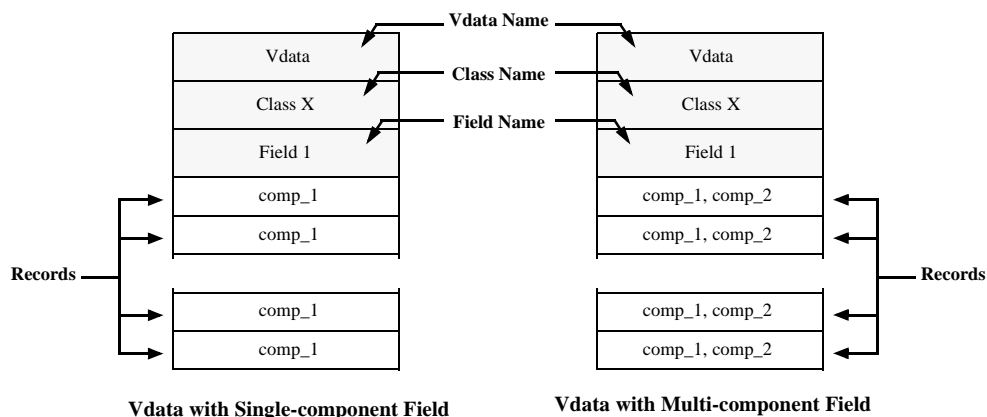 Vdata Name
Vdata
Vdata
Class Name
Class X
Class X
Field Name
Field 1
Field 1
comp_1
comp_1, comp_2
comp_1
comp_1, comp_2
Records
Records
comp_1
comp_1, comp_2
comp_1
comp_1, comp_2
Vdata with Single-component Field
Vdata with Multi-component Field